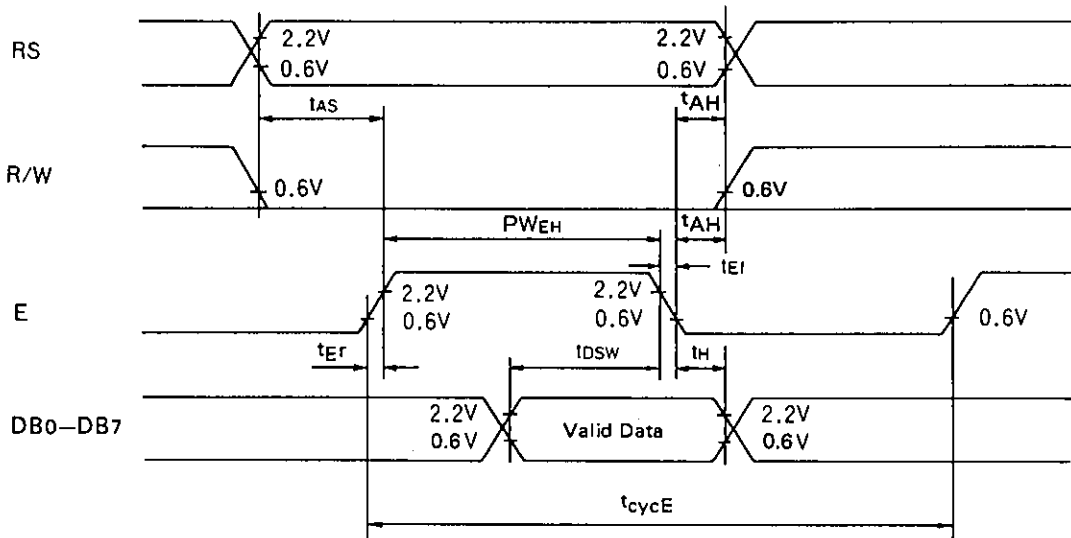 RS
2.2V
0.6V
2.2V
0.6V
tAS
tAH
R/W
0.6V
0.6V
PWEH
tAH
tEf
E
2.2V
0.6V
2.2V
0.6V
0.6V
tEr
tDSW
tH
DB0–DB7
2.2V
0.6V
Valid Data
2.2V
0.6V
tcycE